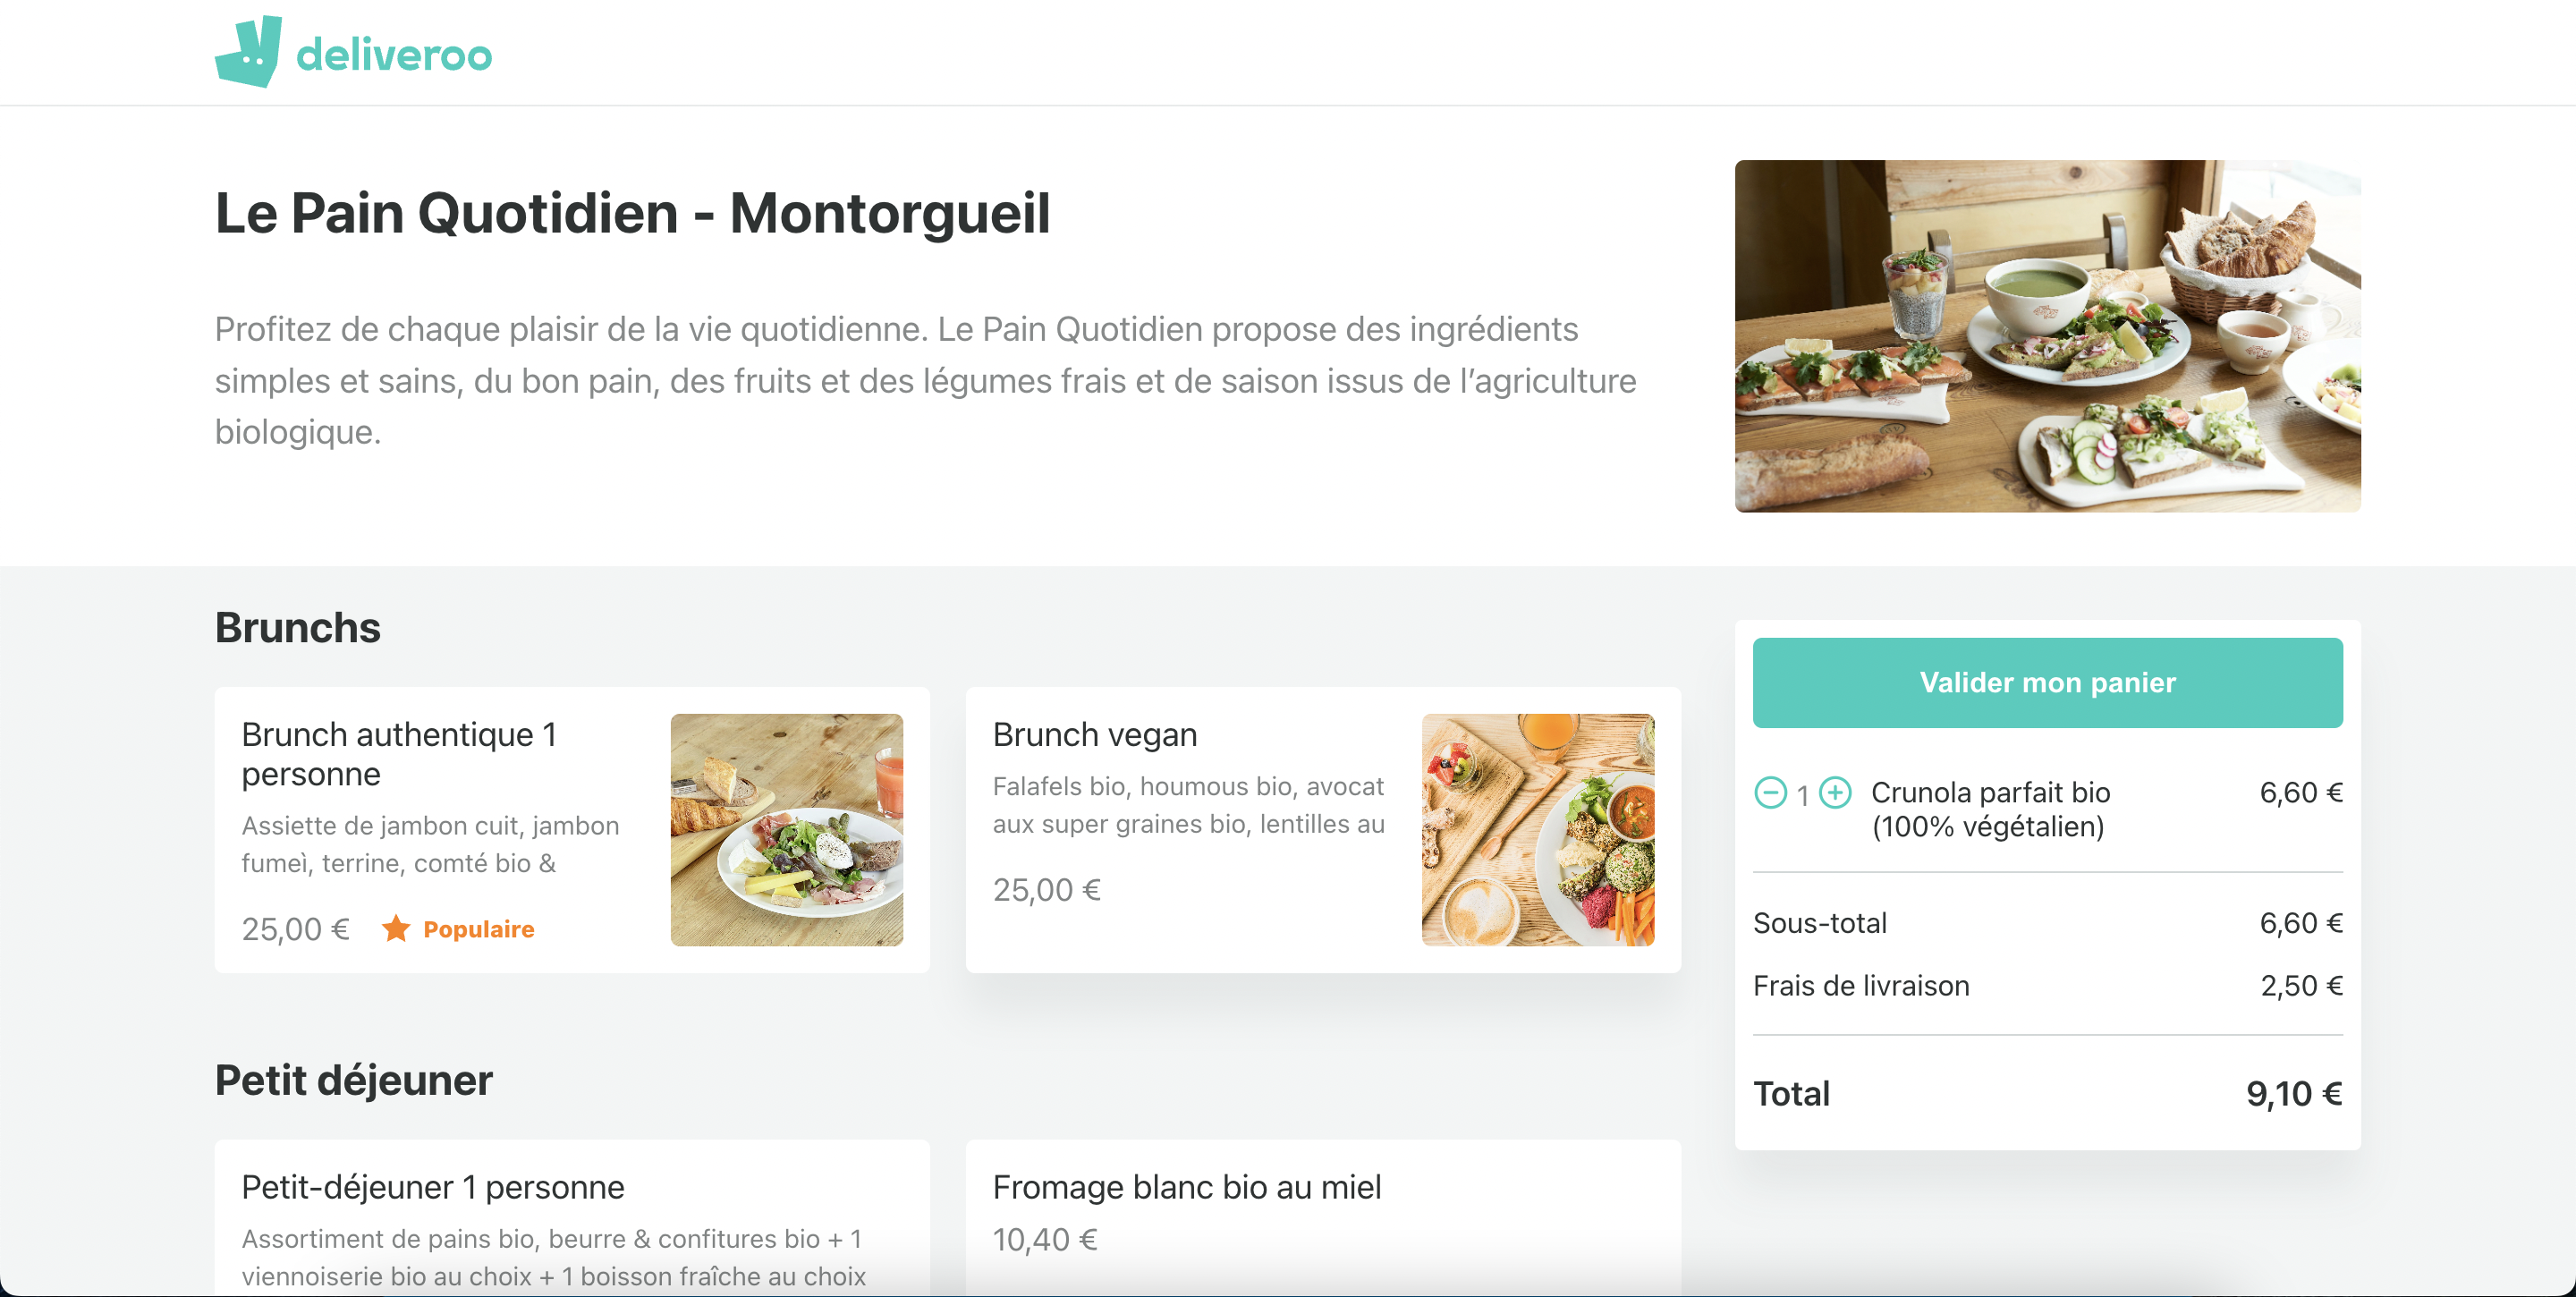 deliveroo
Le Pain Quotidien - Montorgueil
Profitez de chaque plaisir de la vie quotidienne. Le Pain Quotidien propose des ingrédients
simples et sains, du bon pain, des fruits et des légumes frais et de saison issus de l’agriculture
biologique.
Brunchs
Brunch authentique 1
personne
Assiette de jambon cuit, jambon
fumeì, terrine, comté bio &
25,00 €
Populaire
Brunch vegan
Falafels bio, houmous bio, avocat
aux super graines bio, lentilles au
25,00 €
Petit déjeuner
Petit-déjeuner 1 personne
Assortiment de pains bio, beurre & confitures bio + 1
viennoiserie bio au choix + 1 boisson fraîche au choix
Fromage blanc bio au miel
10,40 €
Valider mon panier
1 Crunola parfait bio 6,60 €
(100% végétalien)
Sous-total 6,60 €
Frais de livraison 2,50 €
Total 9,10 €